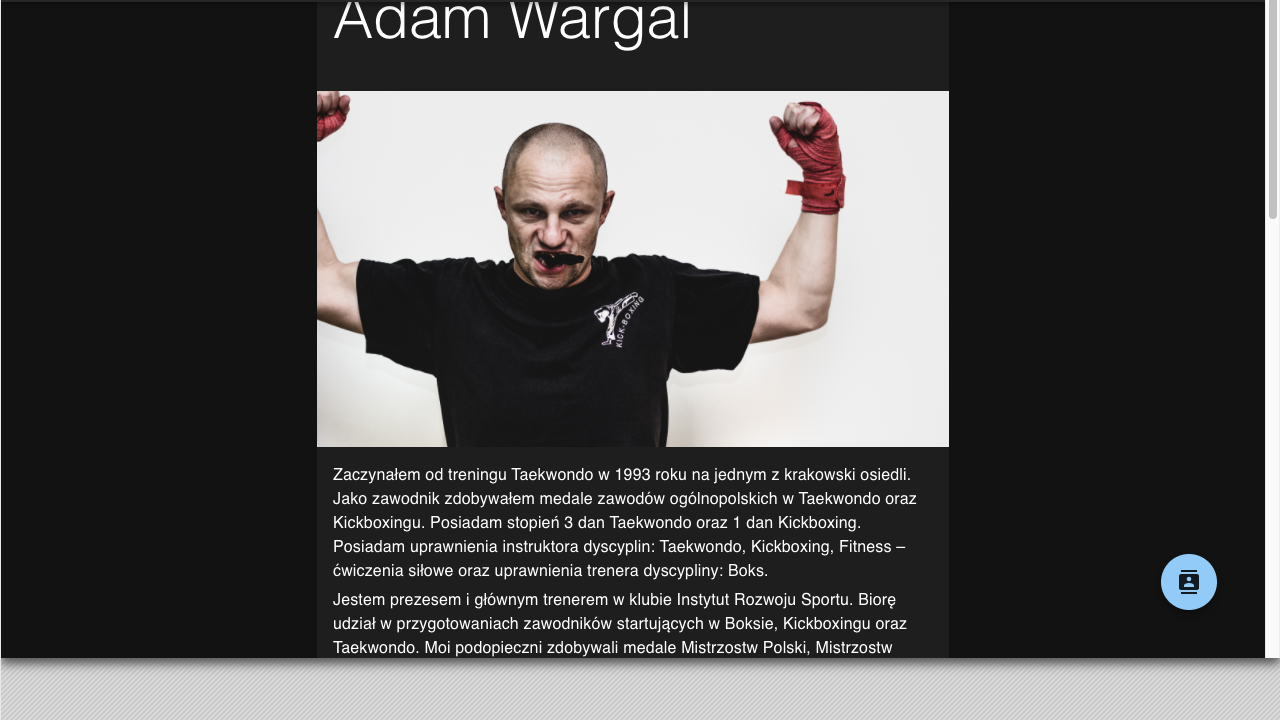 Adam Wargal
KICK-BOXING
Zaczynałem od treningu Taekwondo w 1993 roku na jednym z krakowski osiedli.
Jako zawodnik zdobywałem medale zawodów ogólnopolskich w Taekwondo oraz
Kickboxingu. Posiadam stopień 3 dan Taekwondo oraz 1 dan Kickboxing.
Posiadam uprawnienia instruktora dyscyplin: Taekwondo, Kickboxing, Fitness –
ćwiczenia siłowe oraz uprawnienia trenera dyscypliny: Boks.
Jestem prezesem i głównym trenerem w klubie Instytut Rozwoju Sportu. Biorę
udział w przygotowaniach zawodników startujących w Boksie, Kickboxingu oraz
Taekwondo. Moi podopieczni zdobywali medale Mistrzostw Polski, Mistrzostw